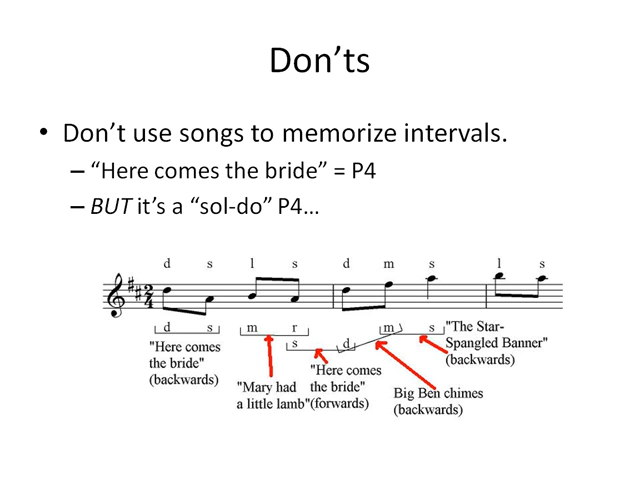 Don’ts
• Don’t use songs to memorize intervals.
– “Here comes the bride” = P4
– BUT it’s a “sol-do” P4…
d s l s d m s l s
2
4
d s m r m s
s d
"Here comes
the bride"
(backwards)
"Mary had
a little lamb"
"Here comes
the bride"
(forwards)
Big Ben chimes
(backwards)
"The Star-
Spangled Banner"
(backwards)